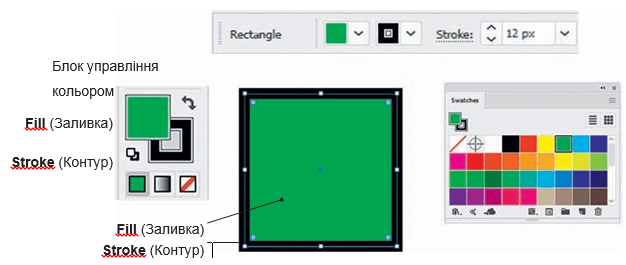 Rectangle
Stroke:
12 px
Блок управління
кольором
Fill (Заливка)
Stroke (Контур)
Swatches
Fill (Заливка)
Stroke (Контур)